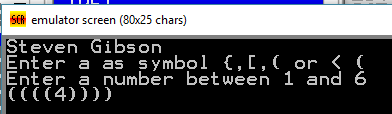 emulator screen (80x25 chars)
Steven Gibson
Enter a as symbol {,[,( or < (
Enter a number between 1 and 6
((((4))))